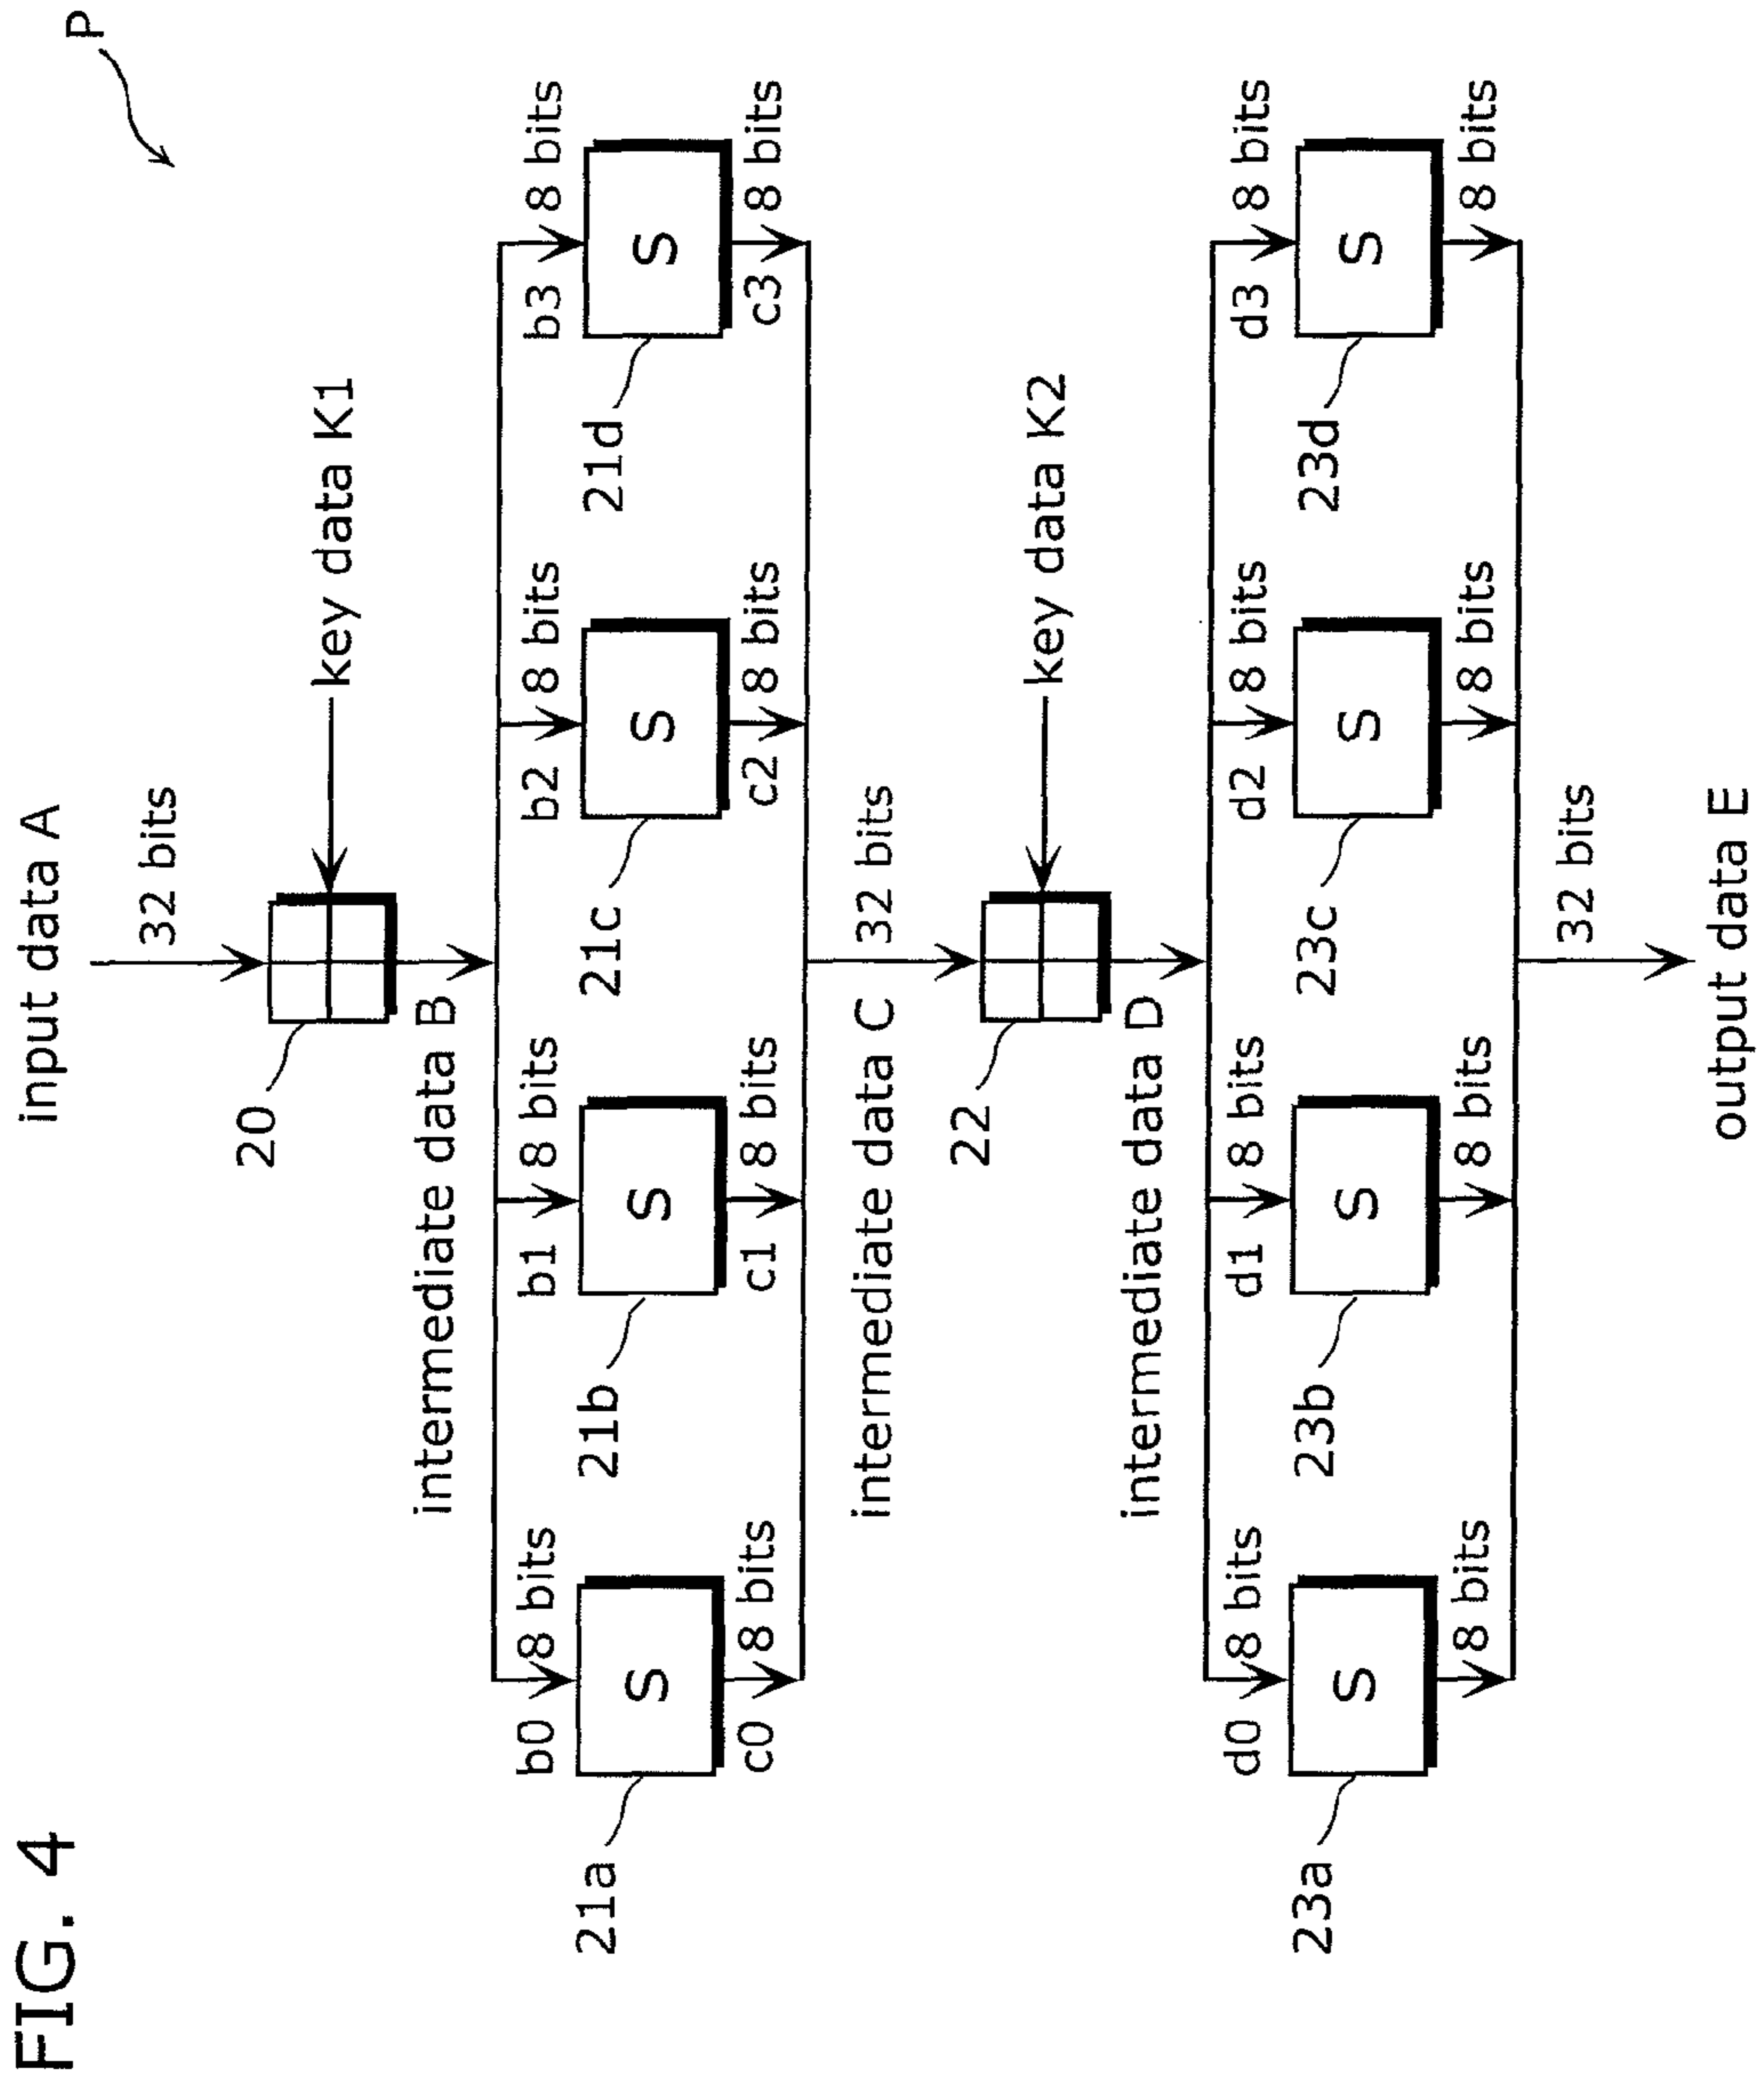 FIG. 4
P
input data A
32 bits
20
key data K1
intermediate data B
b0 8 bits
b1 8 bits
b2 8 bits
b3 8 bits
21a
S
21b
S
21c
S
21d
S
c0 8 bits
c1 8 bits
c2 8 bits
c3 8 bits
intermediate data C
32 bits
22
key data K2
intermediate data D
d0 8 bits
d1 8 bits
d2 8 bits
d3 8 bits
23a
S
23b
S
23c
S
23d
S
8 bits
8 bits
8 bits
8 bits
32 bits
output data E